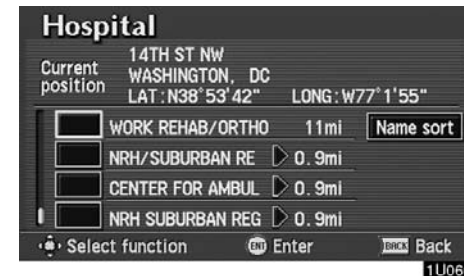 Hospital
Current position
14TH ST NW
WASHINGTON, DC
LAT:N38°53'42" LONG:W77°1'55"
WORK REHAB/ORTHO 11mi Name sort
NRH/SUBURBAN RE 0.9mi
CENTER FOR AMBUL 0.9mi
NRH SUBURBAN REG 0.9mi
Select function ENT Enter BACK Back
1U06